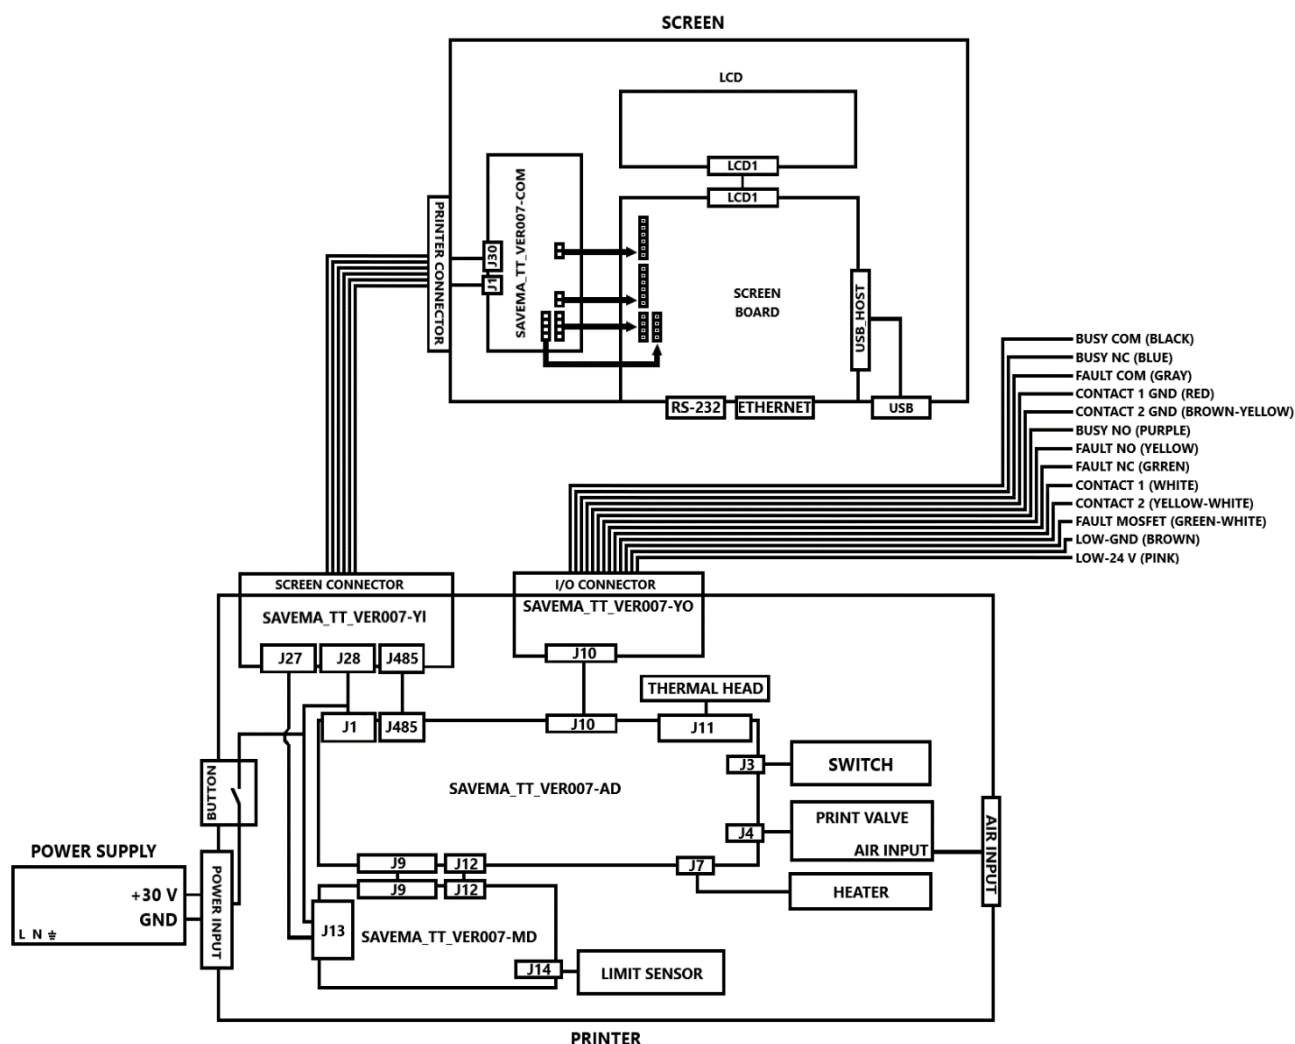 SCREEN
LCD
LCD1
LCD1
SAVEMA_TT_VER007-COM
PRINTER CONNECTOR
J30
J1
SCREEN
BOARD
USB_HOST
RS-232
ETHERNET
USB
BUSY COM (BLACK)
BUSY NC (BLUE)
FAULT COM (GRAY)
CONTACT 1 GND (RED)
CONTACT 2 GND (BROWN-YELLOW)
BUSY NO (PURPLE)
FAULT NO (YELLOW)
FAULT NC (GRREN)
CONTACT 1 (WHITE)
CONTACT 2 (YELLOW-WHITE)
FAULT MOSFET (GREEN-WHITE)
LOW-GND (BROWN)
LOW-24 V (PINK)
SCREEN CONNECTOR
SAVEMA_TT_VER007-YI
J27
J28
J485
I/O CONNECTOR
SAVEMA_TT_VER007-YO
J10
THERMAL HEAD
J1
J485
J10
J11
SAVEMA_TT_VER007-AD
J3
SWITCH
J4
PRINT VALVE
AIR INPUT
AIR INPUT
J7
HEATER
J9
J12
J9
J12
BUTTON
POWER SUPPLY
+30 V
GND
L N
POWER INPUT
J13
SAVEMA_TT_VER007-MD
J14
LIMIT SENSOR
PRINTER